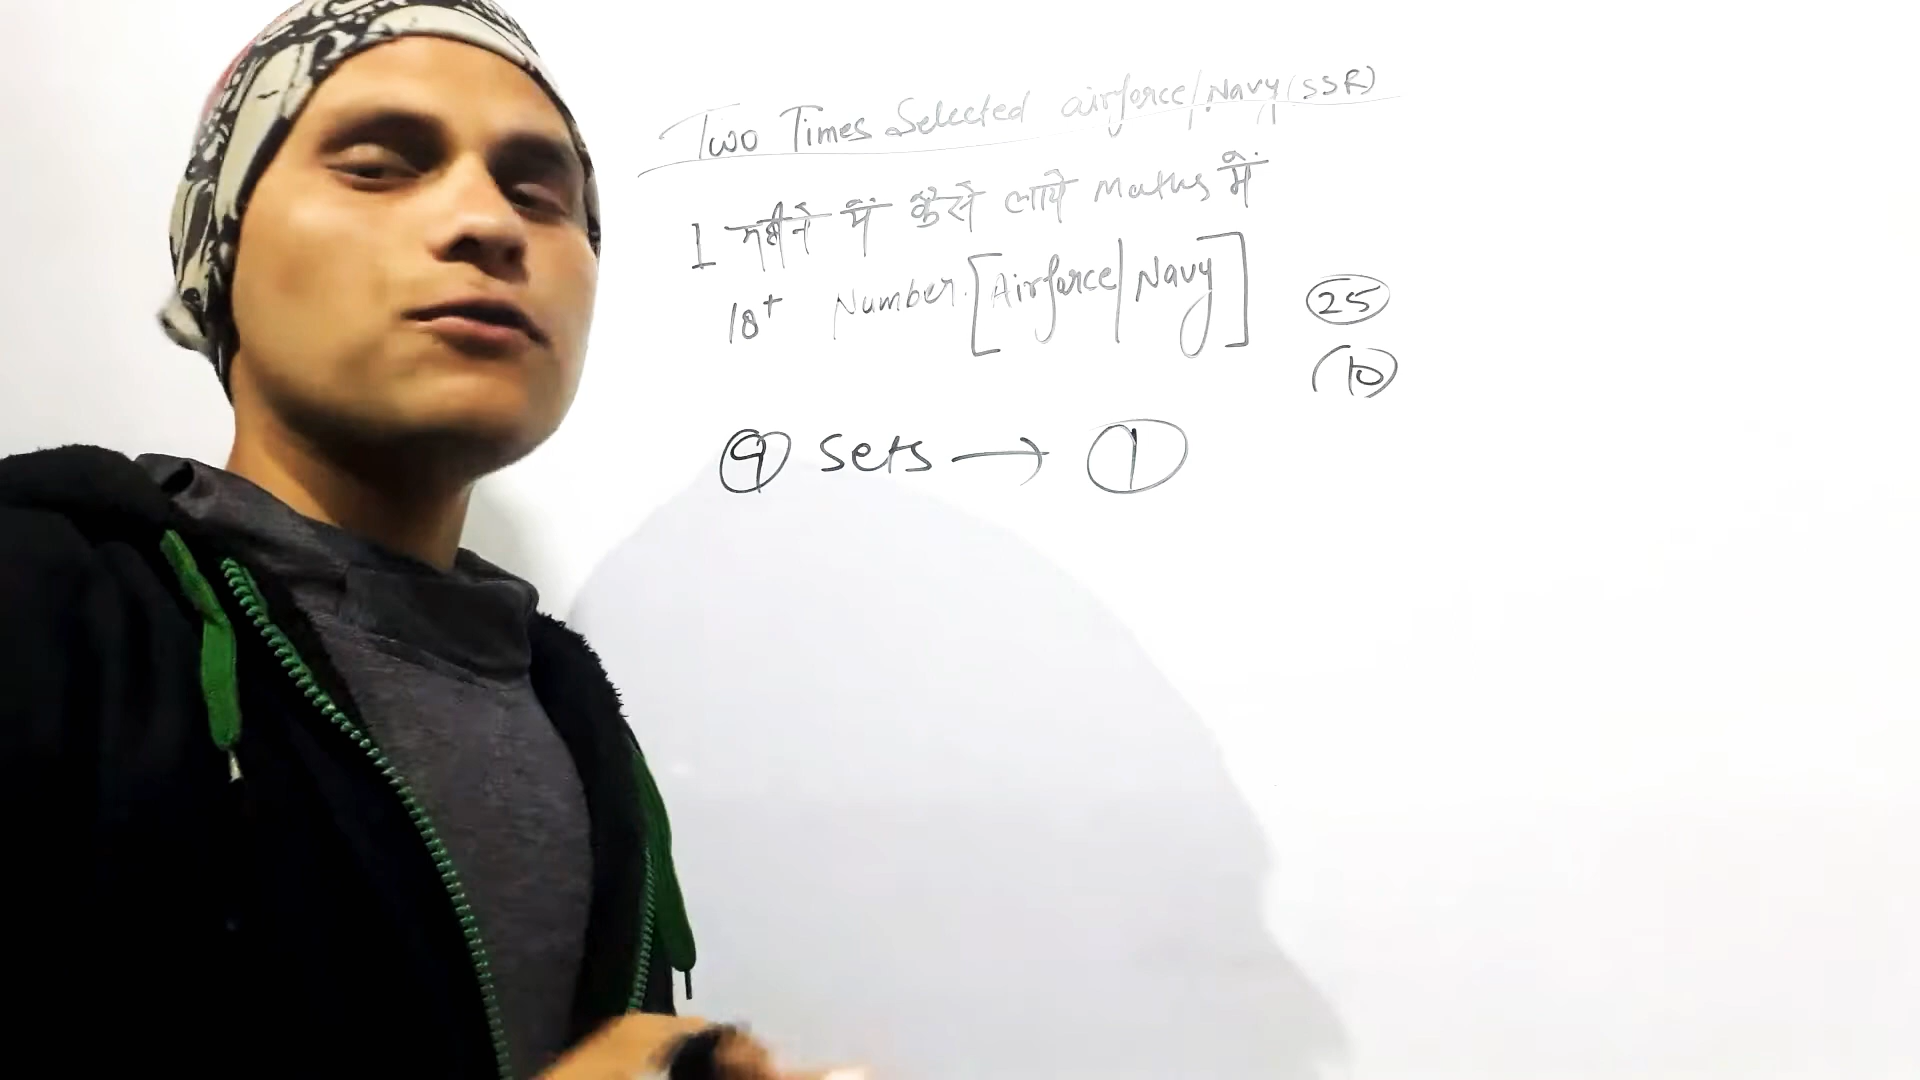 Two Times Selected airforce/Navy(SSR)
1 महीने में कैसे लाये Maths में
18+ Number [Airforce/Navy]
25
10
9 Sets → 1